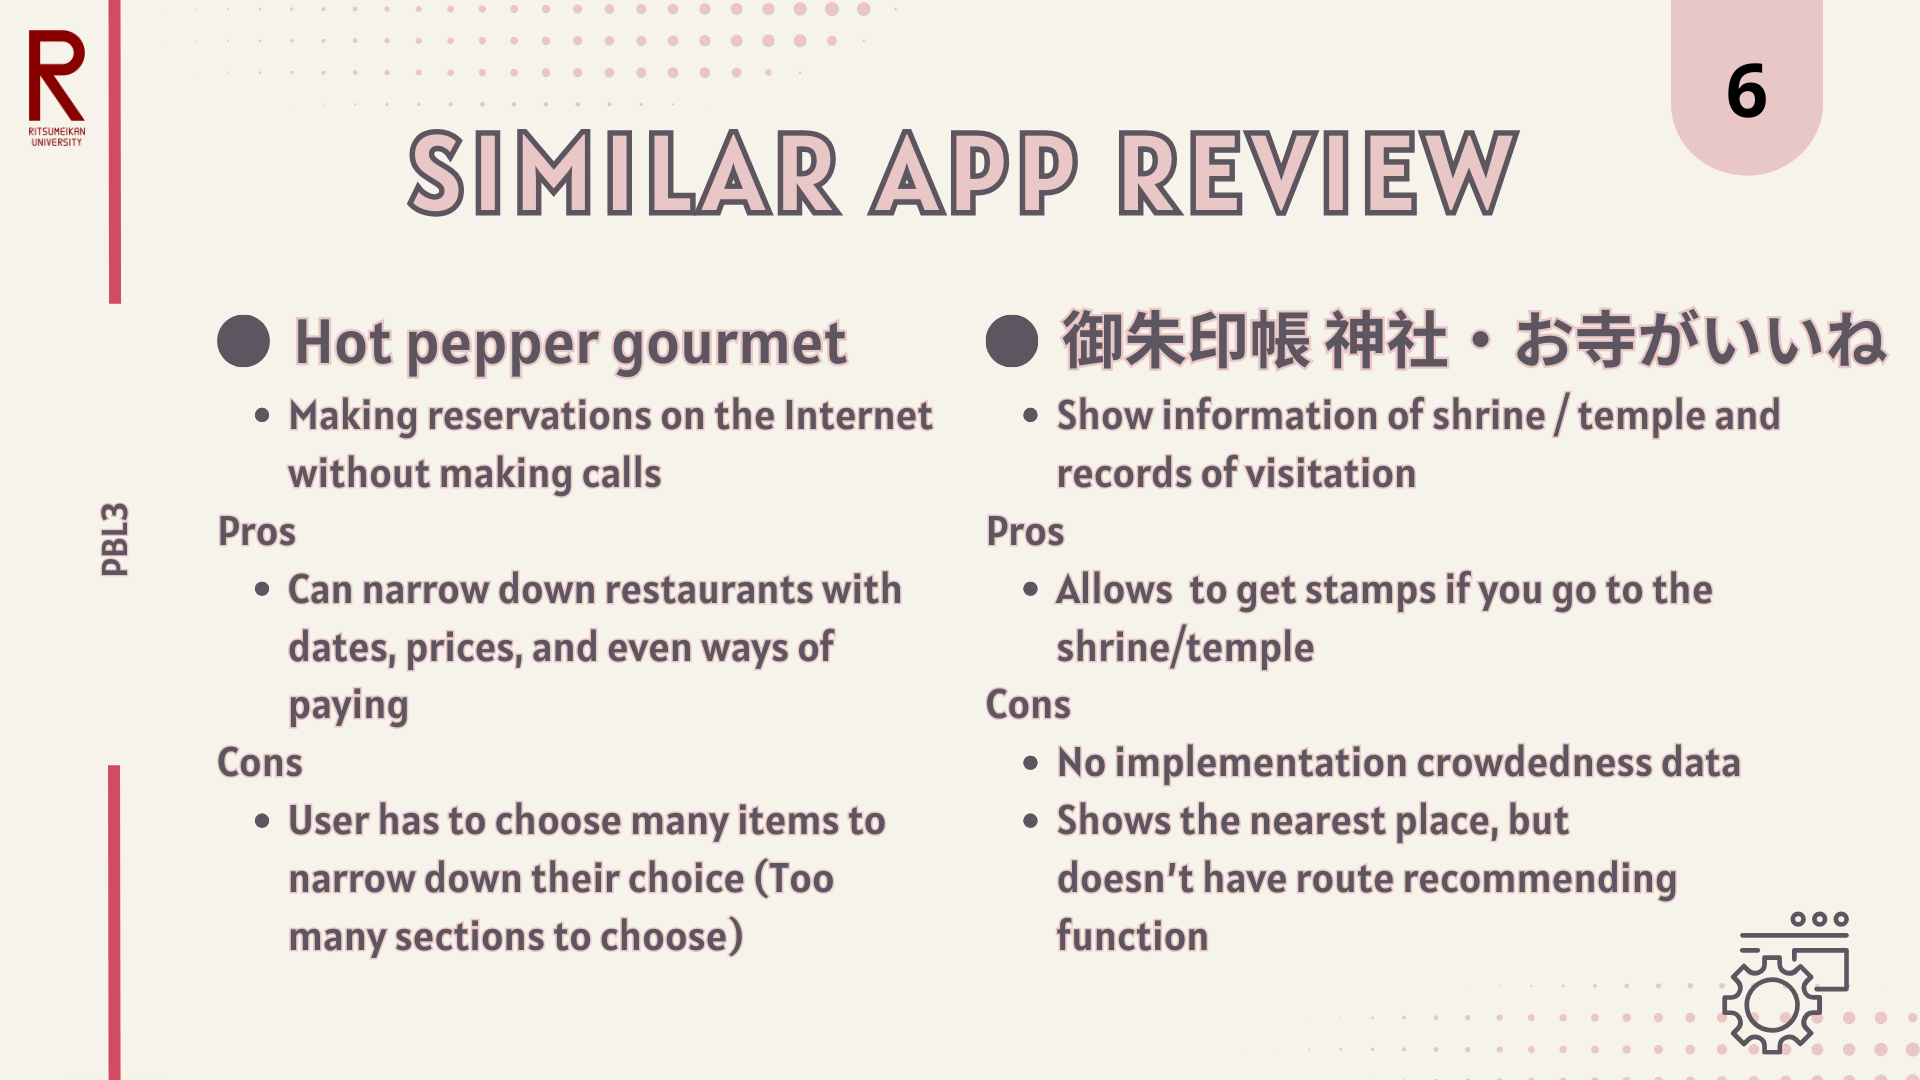 RITSUMEIKAN
UNIVERSITY
6
SIMILAR APP REVIEW
PBL3
Hot pepper gourmet
Making reservations on the Internet
without making calls
Pros
Can narrow down restaurants with
dates, prices, and even ways of
paying
Cons
User has to choose many items to
narrow down their choice (Too
many sections to choose)
御朱印帳 神社・お寺がいいね
Show information of shrine / temple and
records of visitation
Pros
Allows  to get stamps if you go to the
shrine/temple
Cons
No implementation crowdedness data
Shows the nearest place, but
doesn't have route recommending
function